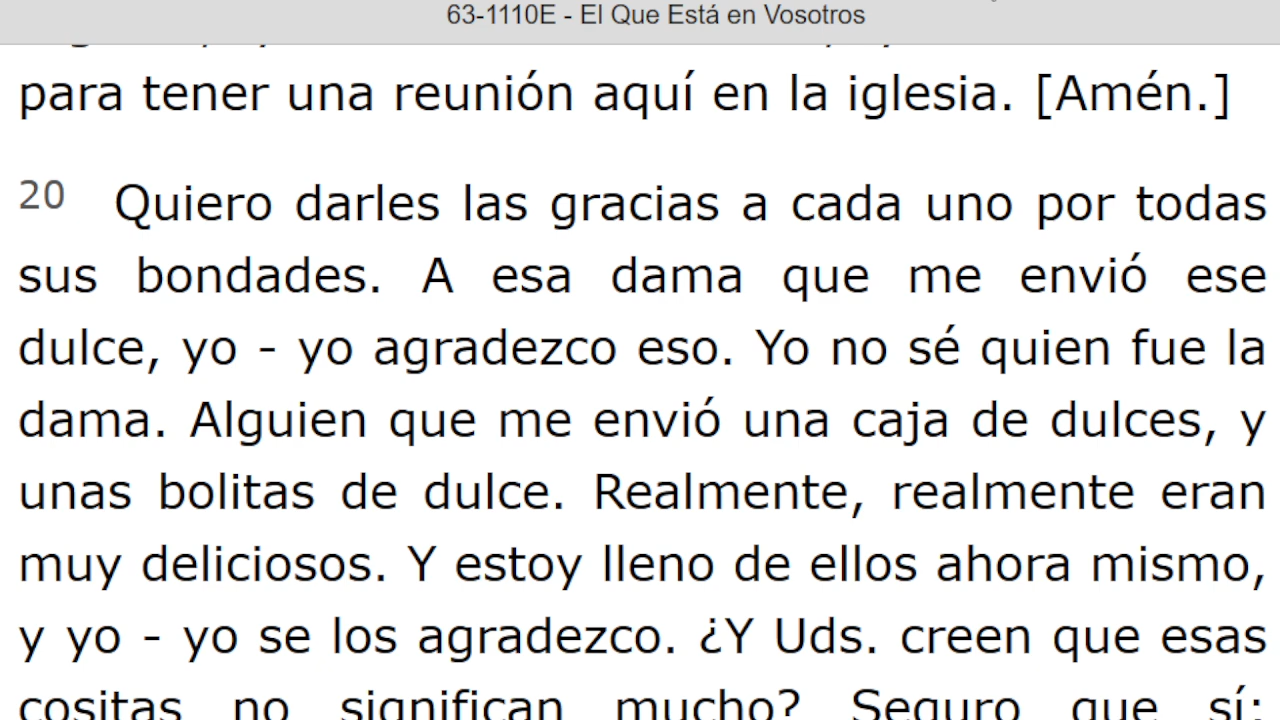 63-1110E - El Que Está en Vosotros
para tener una reunión aquí en la iglesia. [Amén.]
20 Quiero darles las gracias a cada uno por todas
sus bondades. A esa dama que me envió ese
dulce, yo - yo agradezco eso. Yo no sé quien fue la
dama. Alguien que me envió una caja de dulces, y
unas bolitas de dulce. Realmente, realmente eran
muy deliciosos. Y estoy lleno de ellos ahora mismo,
y yo - yo se los agradezco. ¿Y Uds. creen que esas
cositas no significan mucho? Seguro que sí;